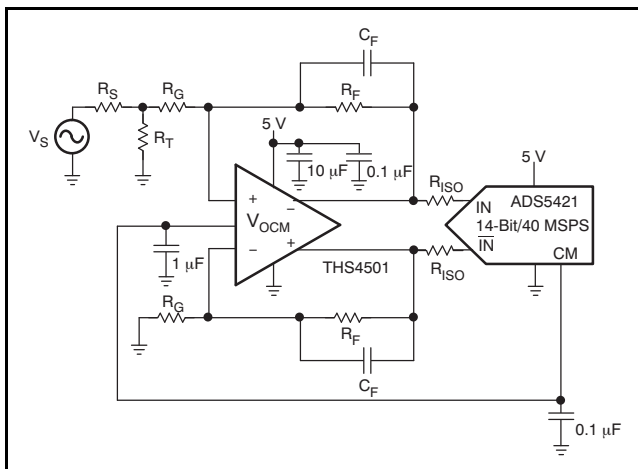 C_F
R_S
R_G
R_F
V_S
R_T
5 V
10 μF
0.1 μF
R_ISO
5 V
+
−
V_OCM
−
+
THS4501
IN
ADS5421
14-Bit/40 MSPS
IN̅
CM
1 μF
R_ISO
R_G
R_F
C_F
0.1 μF